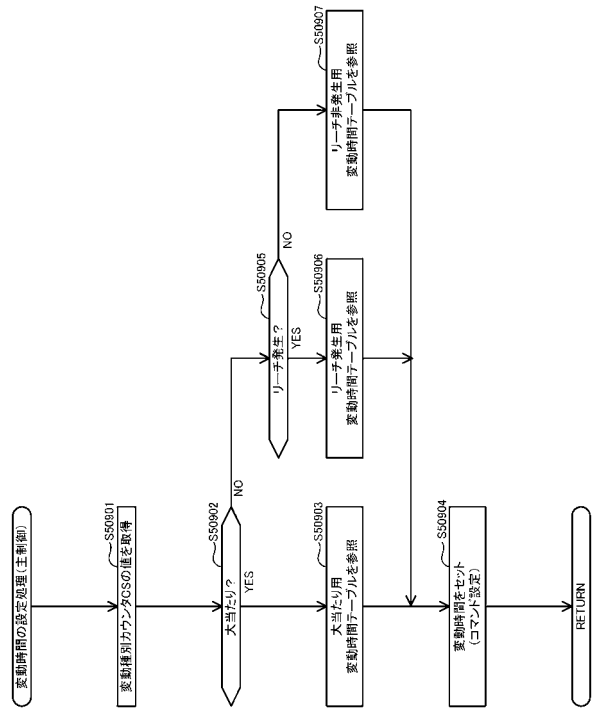 変動時間の設定処理(主制御)
S50901
変動種別カウンタCSの値を取得
S50902
大当たり?
NO
YES
S50903
大当たり用
変動時間テーブルを参照
S50905
リーチ発生?
NO
YES
S50906
リーチ発生用
変動時間テーブルを参照
S50907
リーチ非発生用
変動時間テーブルを参照
S50904
変動時間をセット
(コマンド設定)
RETURN